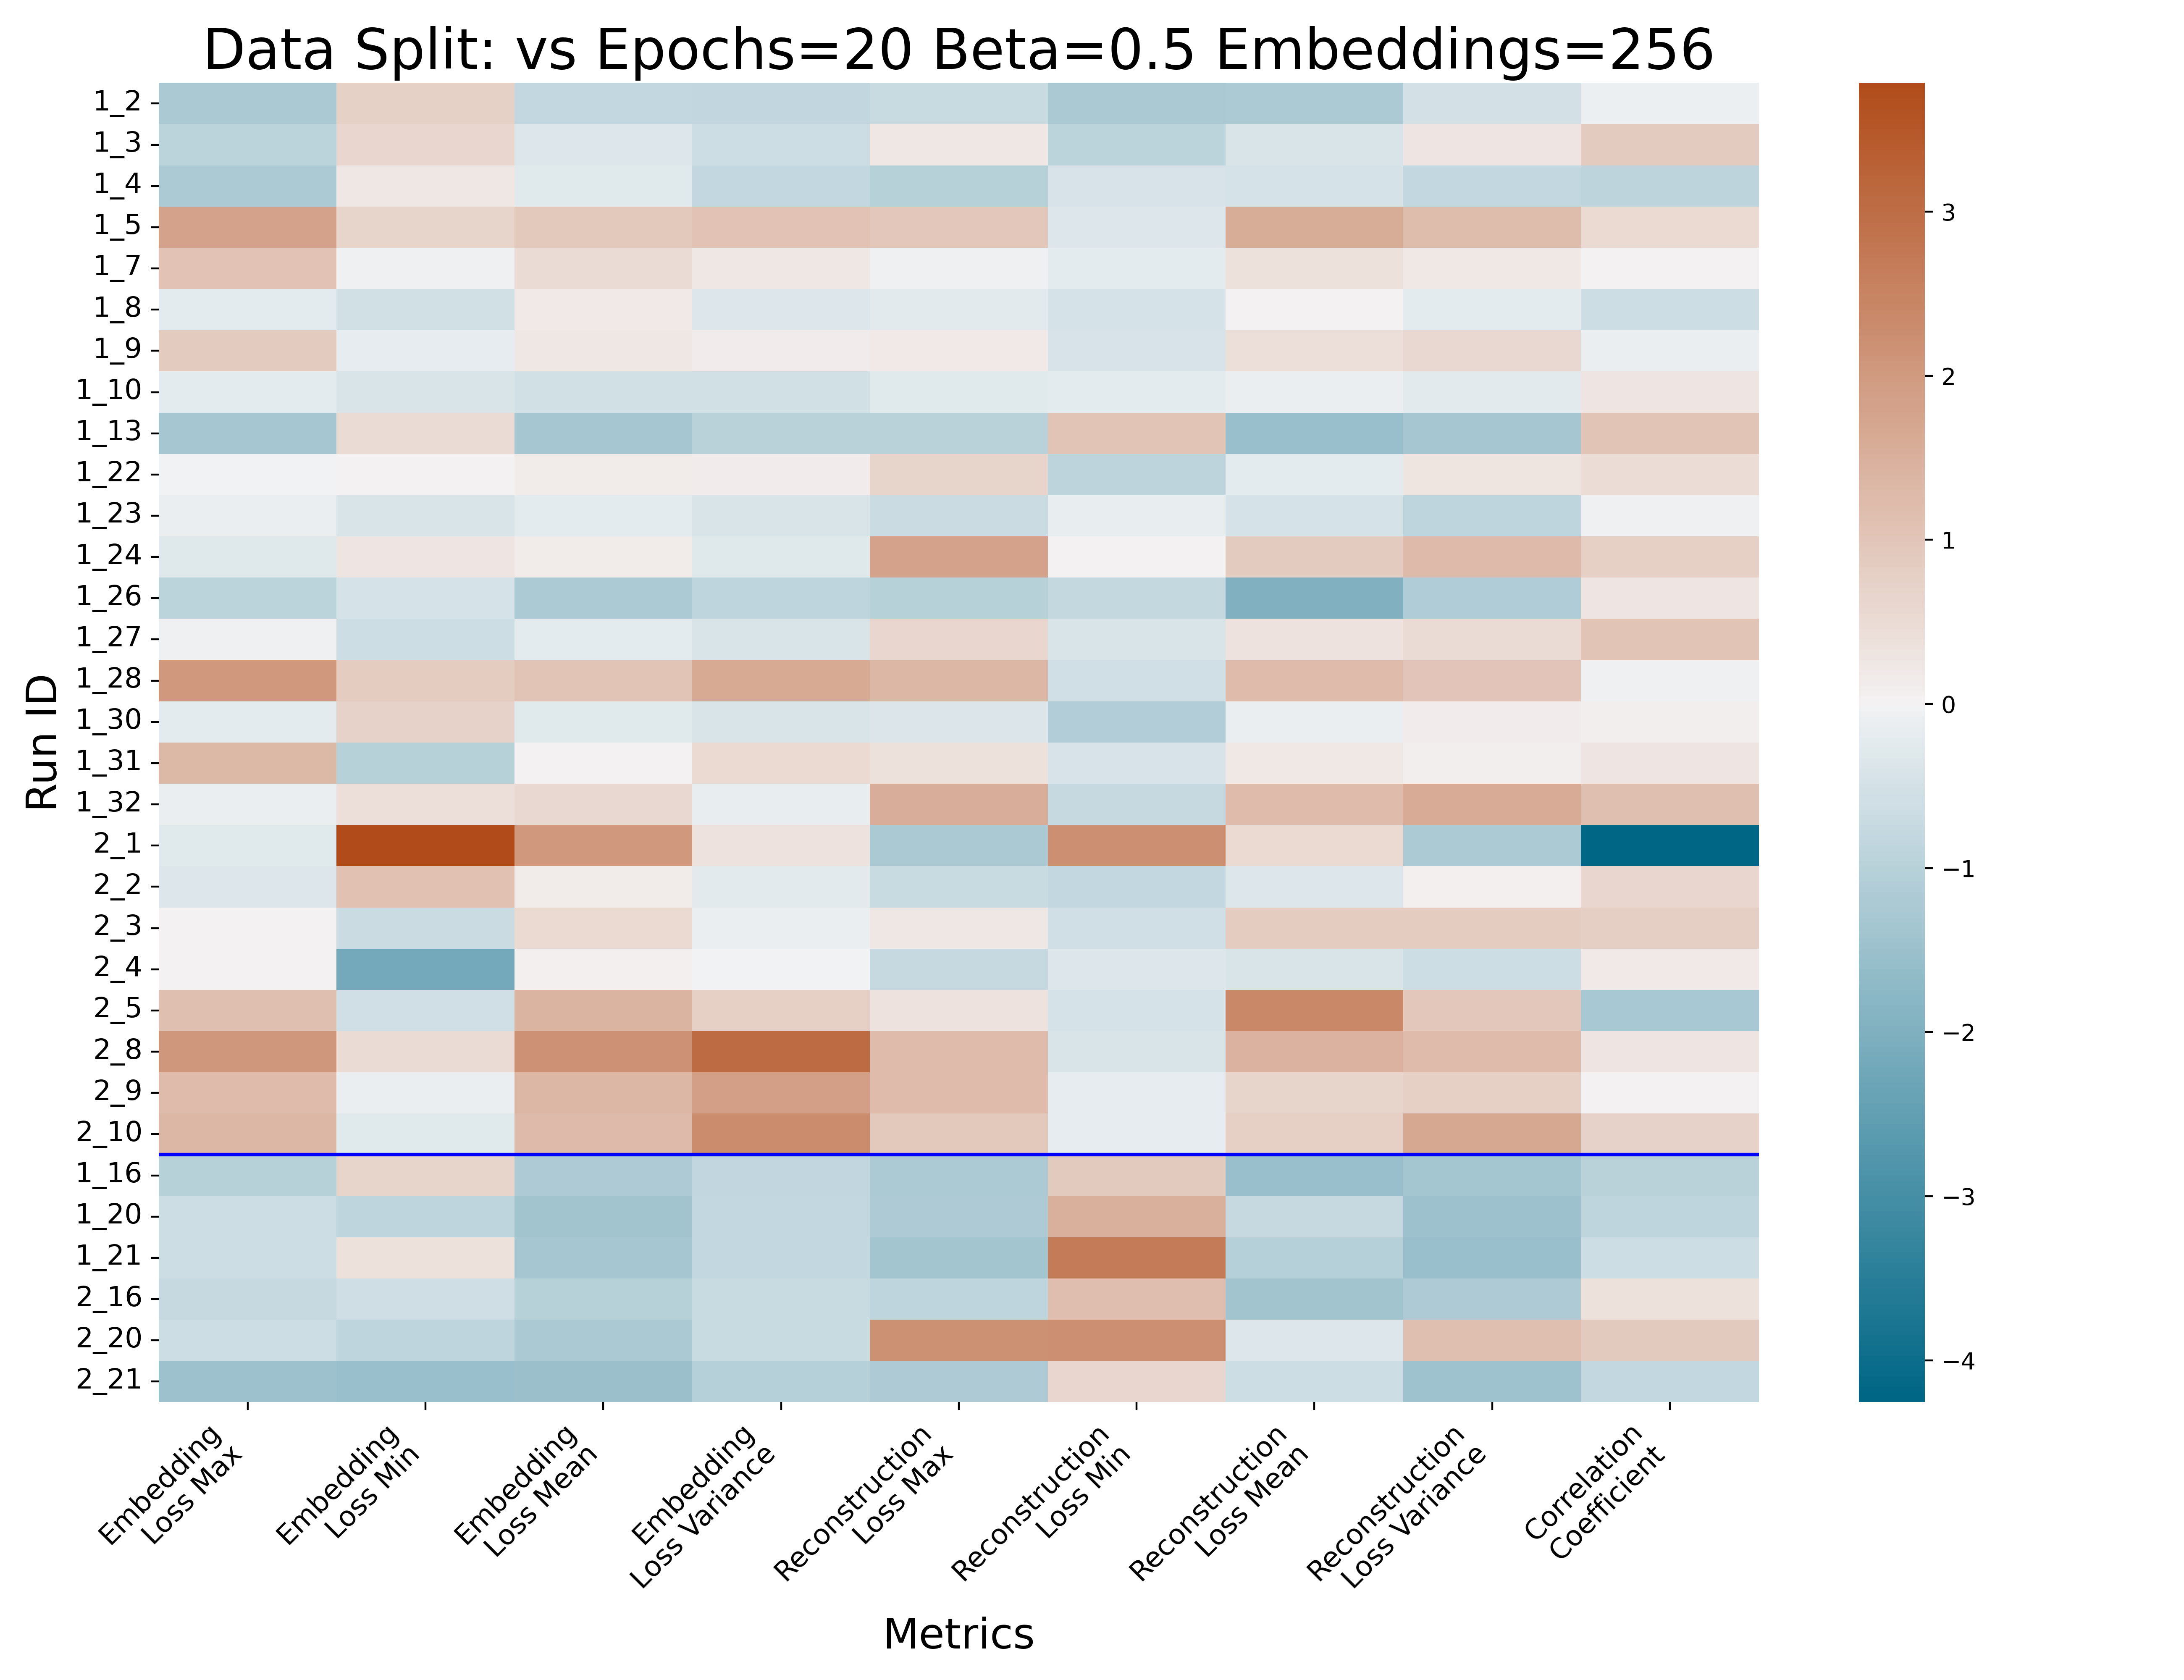 Data Split: vs Epochs=20 Beta=0.5 Embeddings=256
Run ID
1_2
1_3
1_4
1_5
1_7
1_8
1_9
1_10
1_13
1_22
1_23
1_24
1_26
1_27
1_28
1_30
1_31
1_32
2_1
2_2
2_3
2_4
2_5
2_8
2_9
2_10
1_16
1_20
1_21
2_16
2_20
2_21
Embedding
Loss Max
Embedding
Loss Min
Embedding
Loss Mean
Embedding
Loss Variance
Reconstruction
Loss Max
Reconstruction
Loss Min
Reconstruction
Loss Mean
Reconstruction
Loss Variance
Correlation
Coefficient
Metrics
3
2
1
0
−1
−2
−3
−4